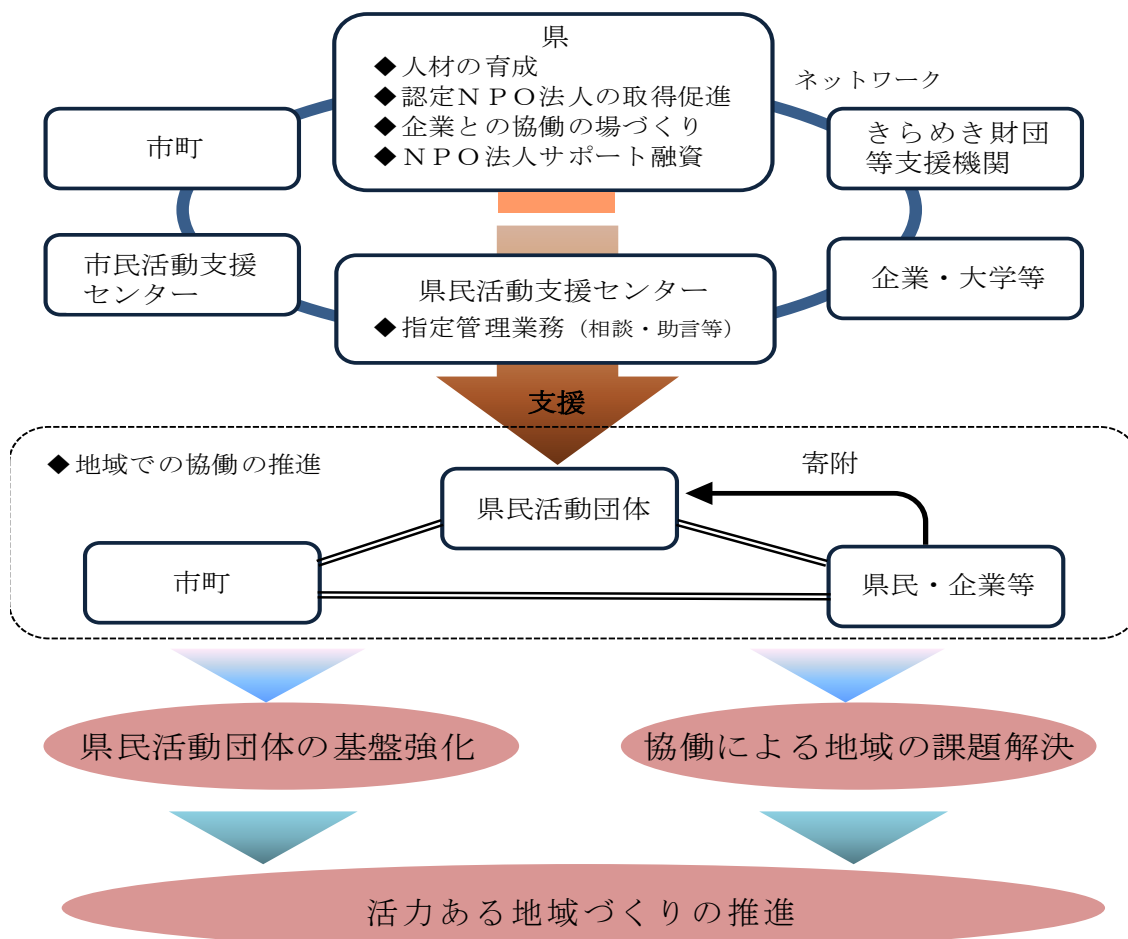 県
◆人材の育成
◆認定ＮＰＯ法人の取得促進
◆企業との協働の場づくり
◆ＮＰＯ法人サポート融資
ネットワーク
市町
きらめき財団
等支援機関
市民活動支援
センター
県民活動支援センター
◆指定管理業務（相談・助言等）
企業・大学等
支援
◆地域での協働の推進
寄附
県民活動団体
市町
県民・企業等
県民活動団体の基盤強化
協働による地域の課題解決
活力ある地域づくりの推進